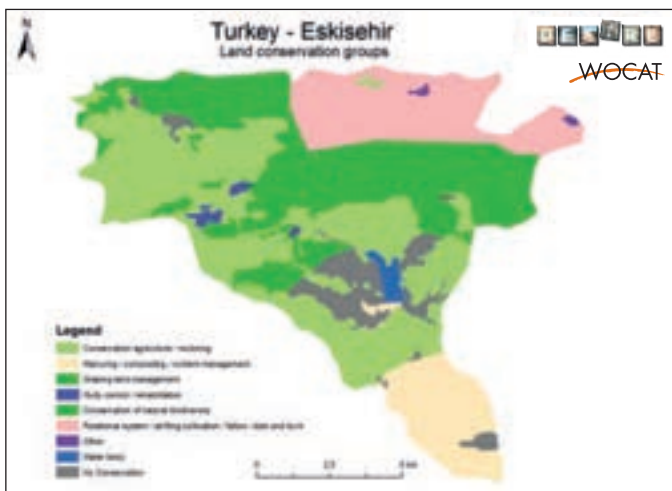 N
Turkey - Eskisehir
Land conservation groups
DESIRE
WOCAT
Legend
Conservation agriculture / mulching
Manuring / composting / nutrient management
Grazing land management
Gully control / rehabilitation
Conservation of natural biodiversity
Rotational system / shifting cultivation / fallow / slash and burn
Other
Water body
No Conservation